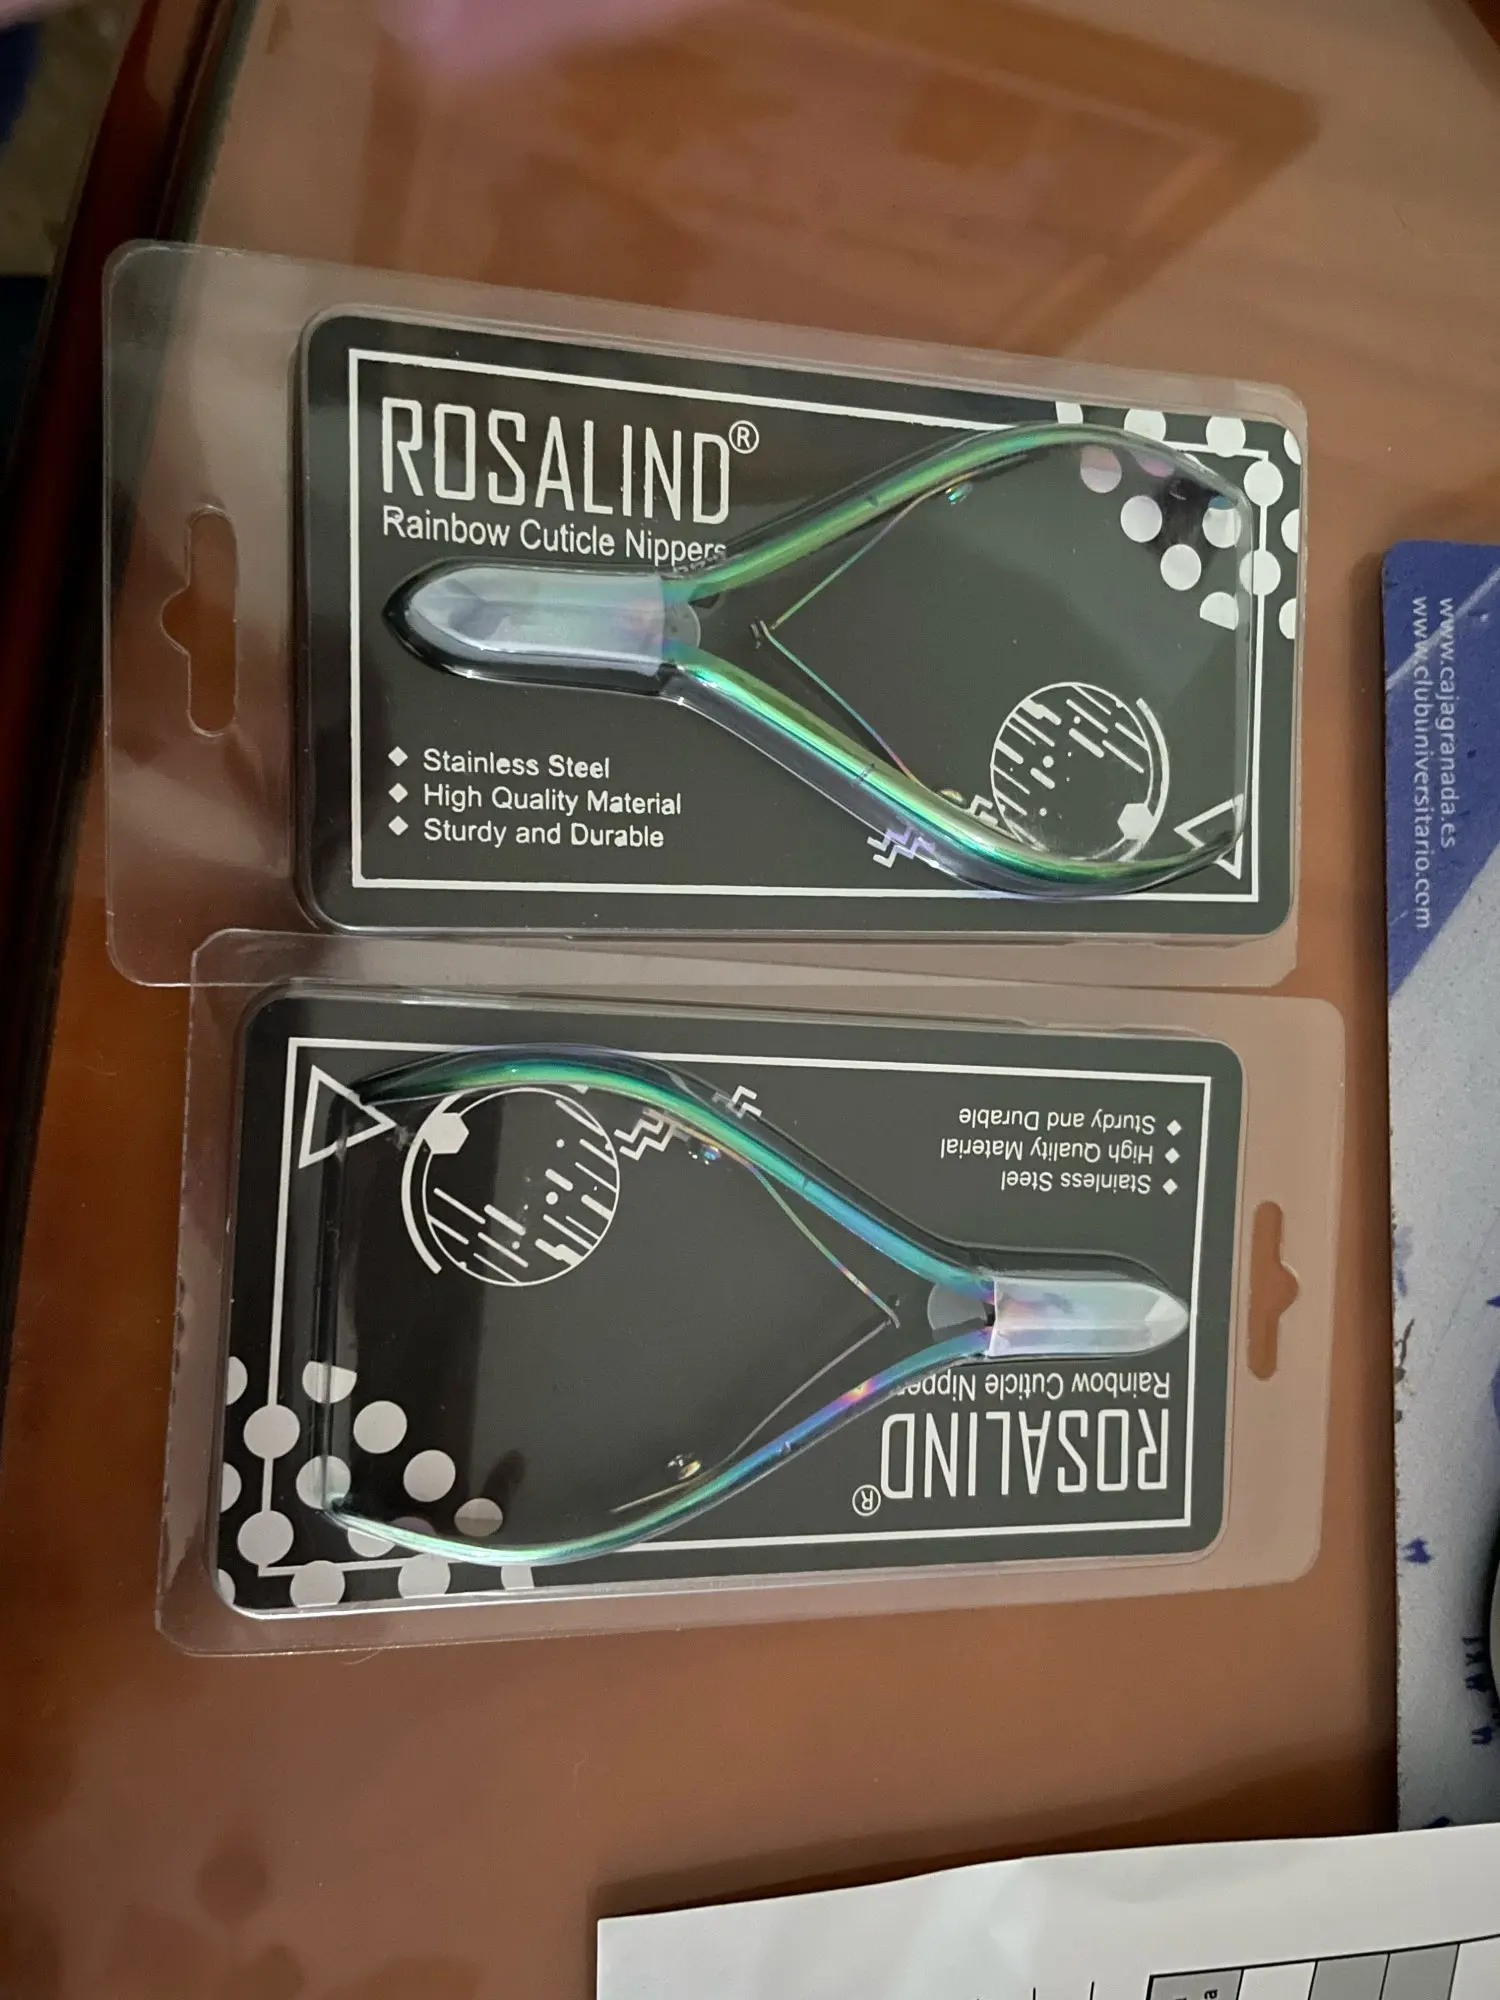 ROSALIND®
Rainbow Cuticle Nippers
Stainless Steel
High Quality Material
Sturdy and Durable
www.cajagranada.es
www.clubuniversitario.com
ROSALIND®
Rainbow Cuticle
Stainless Steel
High Quality Material
Sturdy and Durable